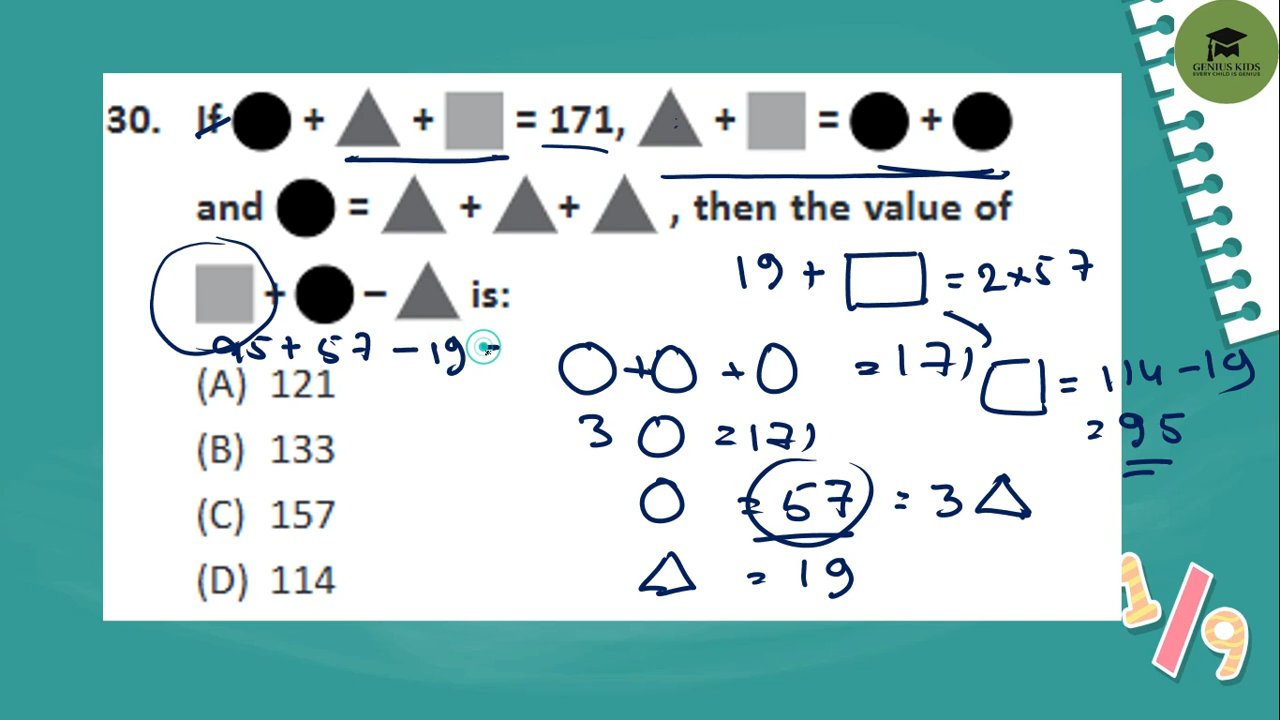 GENIUS KIDS
EVERY CHILD IS GENIUS
30. If ● + ▲ + ■ = 171, ▲ + ■ = ● + ●
and ● = ▲ + ▲ + ▲ , then the value of
■ + ● − ▲ is:
95 + 57 − 19 =
(A) 121
(B) 133
(C) 157
(D) 114
19 + □ = 2×57
○ + ○ + ○ = 171
□ = 114 − 19
= 95
3 ○ = 171
○ = 57 = 3 △
△ = 19
1/9